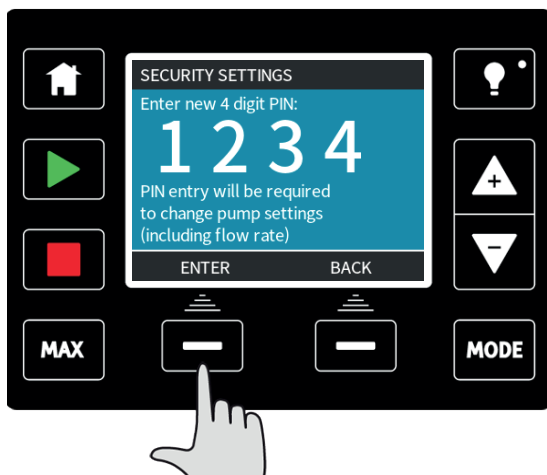 SECURITY SETTINGS
Enter new 4 digit PIN:
1 2 3 4
PIN entry will be required
to change pump settings
(including flow rate)
ENTER BACK
MAX
MODE